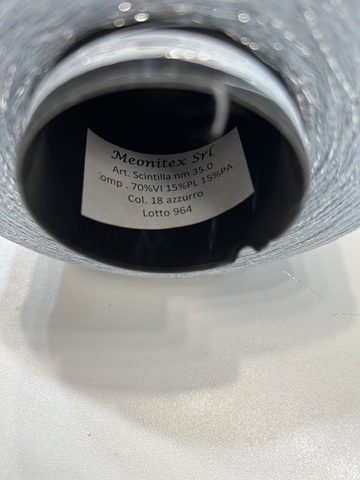 Meonitex Srl
Art. Scintilla nm 35.0
omp . 70%VI 15%PL 15%PA
Col. 18 azzurro
Lotto 964